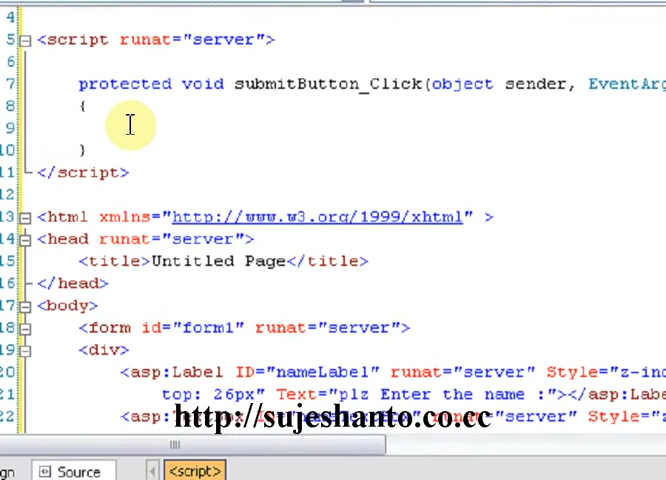 4
5 <script runat="server">
6
7 protected void submitButton_Click(object sender, EventArg
8 {
9
10 }
11 </script>
12
13 <html xmlns="http://www.w3.org/1999/xhtml" >
14 <head runat="server">
15 <title>Untitled Page</title>
16 </head>
17 <body>
18 <form id="form1" runat="server">
19 <div>
20 <asp:Label ID="nameLabel" runat="server" Style="z-ind
21 top: 26px" Text="plz Enter the name :"></asp:Labe
22 runat="server" Style="z
http://sujeshanto.co.cc
gn Source <script>